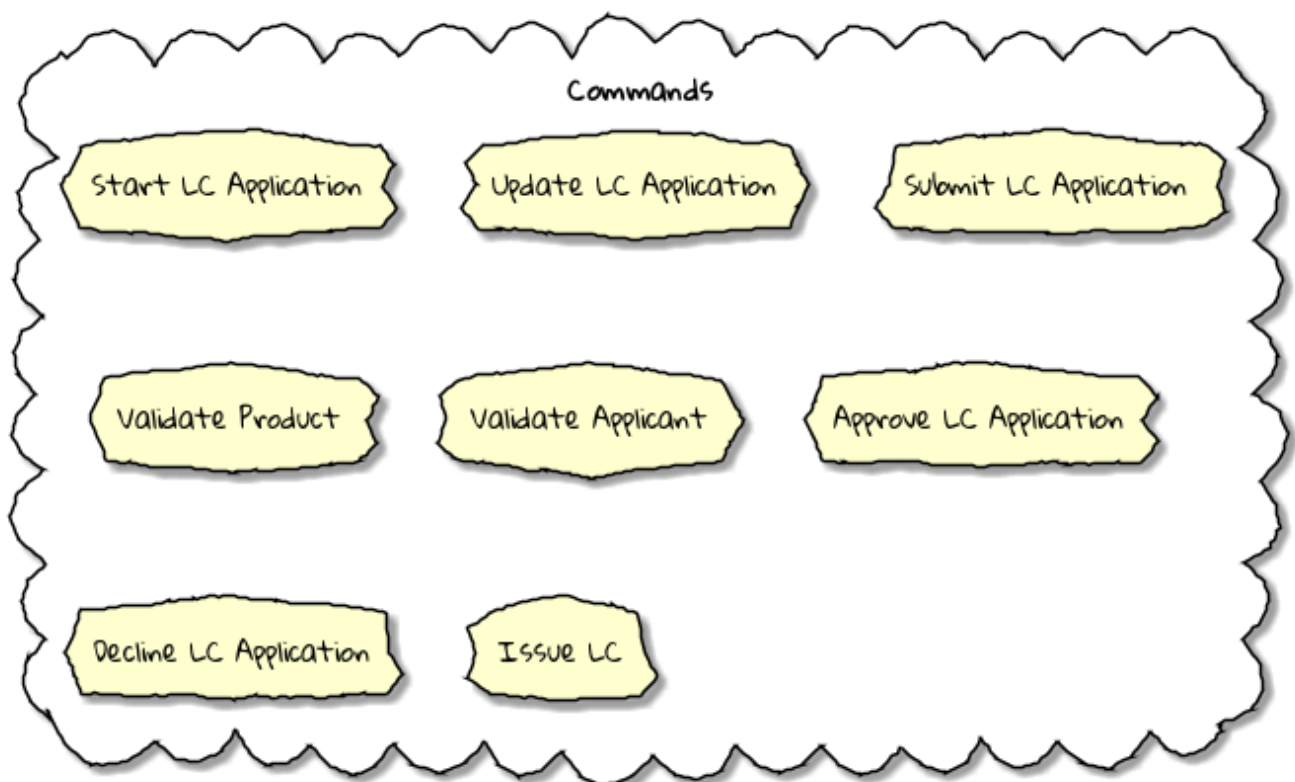 Commands
Start LC Application
Update LC Application
Submit LC Application
Validate Product
Validate Applicant
Approve LC Application
Decline LC Application
Issue LC